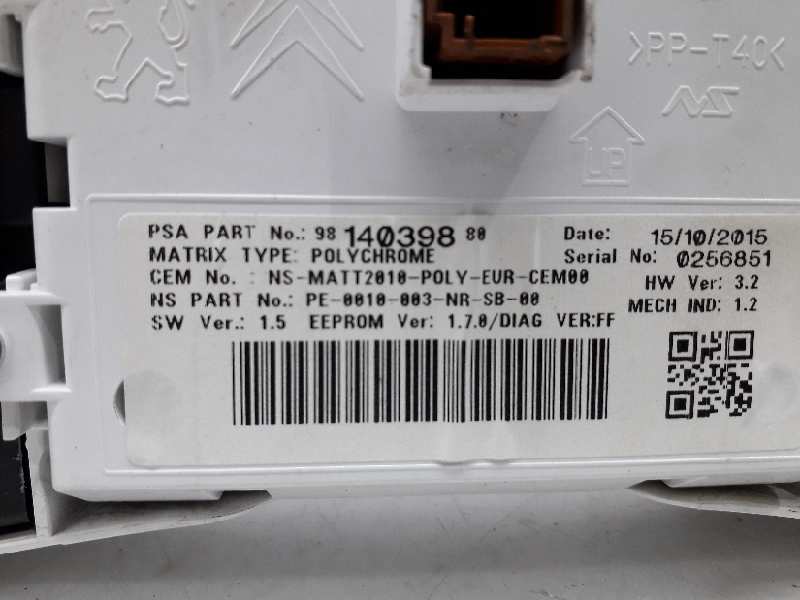 >PP-T40<
NS
UP
PSA PART No.: 98 140398 80 Date: 15/10/2015
MATRIX TYPE: POLYCHROME Serial No: 0256851
CEM No. : NS-MATT2010-POLY-EUR-CEM00 HW Ver: 3.2
NS PART No.: PE-0010-003-NR-SB-00 MECH IND: 1.2
SW Ver.: 1.5 EEPROM Ver: 1.7.0/DIAG VER:FF